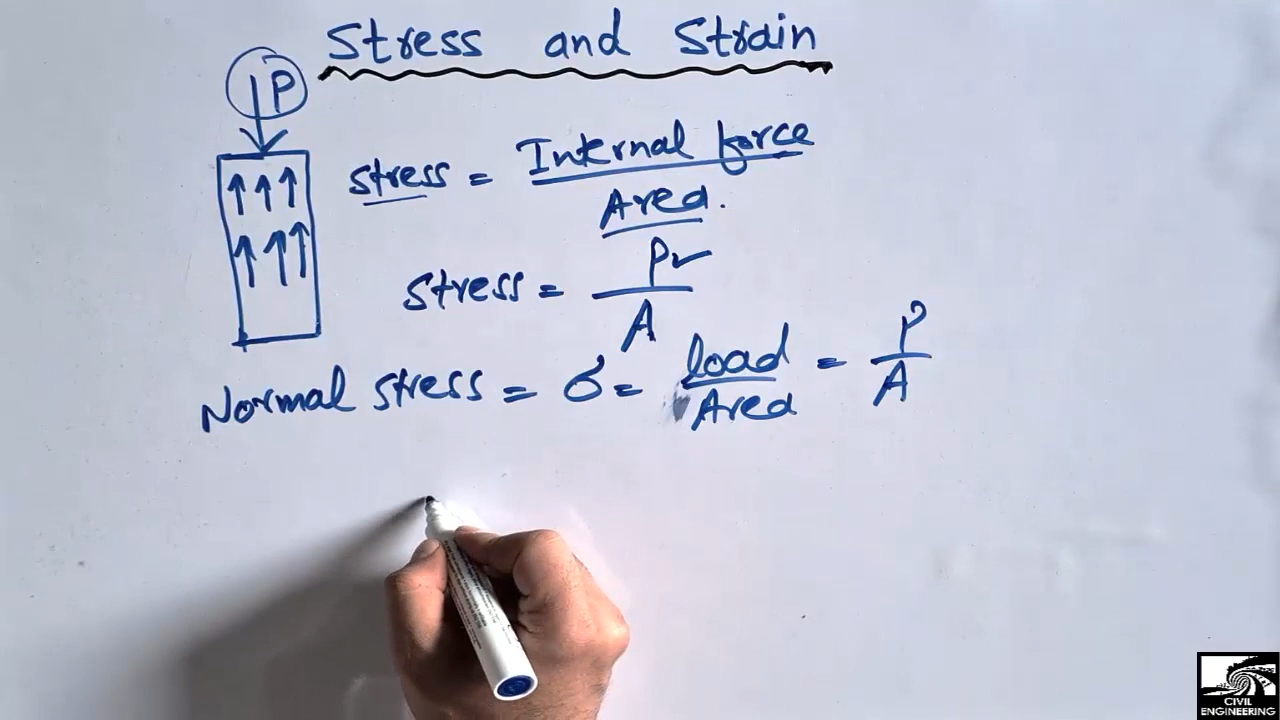 Stress and Strain
P
stress = Internal force
Area.
stress = P
A
Normal stress = σ = load = P
Area A
CIVIL
ENGINEERING